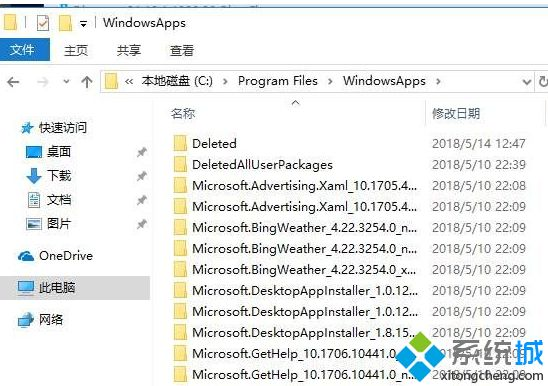 WindowsApps
文件 主页 共享 查看
« 本地磁盘 (C:) › Program Files › WindowsApps ›
名称 修改日期
快速访问
桌面
下载
文档
图片
OneDrive
此电脑
网络
Deleted 2018/5/14 12:47
DeletedAllUserPackages 2018/5/10 22:39
Microsoft.Advertising.Xaml_10.1705.4... 2018/5/10 22:08
Microsoft.Advertising.Xaml_10.1705.4... 2018/5/10 22:09
Microsoft.BingWeather_4.22.3254.0_n... 2018/5/10 22:09
Microsoft.BingWeather_4.22.3254.0_n... 2018/5/10 22:09
Microsoft.BingWeather_4.22.3254.0_x... 2018/5/10 22:09
Microsoft.DesktopAppInstaller_1.0.12... 2018/5/10 22:09
Microsoft.DesktopAppInstaller_1.0.12... 2018/5/10 22:09
Microsoft.DesktopAppInstaller_1.8.15... 2018/5/10 22:09
Microsoft.GetHelp_10.1706.10441.0_
Microsoft.GetHelp_10.1706.10441.0_n...
系统城
xitongcheng.com